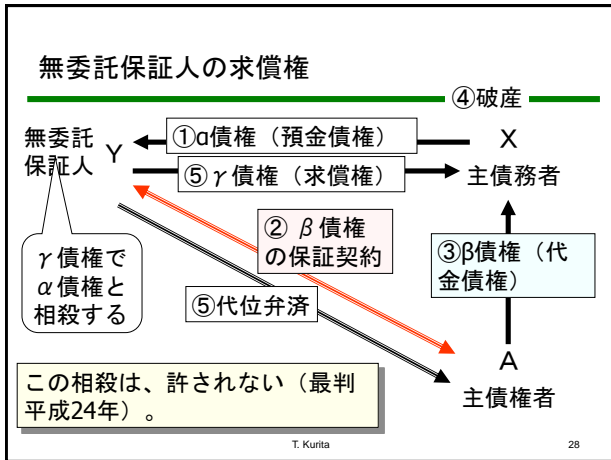 無委託保証人の求償権
④破産
無委託
保証人
Y
①α債権（預金債権）
X
⑤γ債権（求償権）
主債務者
γ債権で
α債権と
相殺する
② β債権
の保証契約
③β債権（代
金債権）
⑤代位弁済
A
主債権者
この相殺は、許されない（最判
平成24年）。
T. Kurita
28